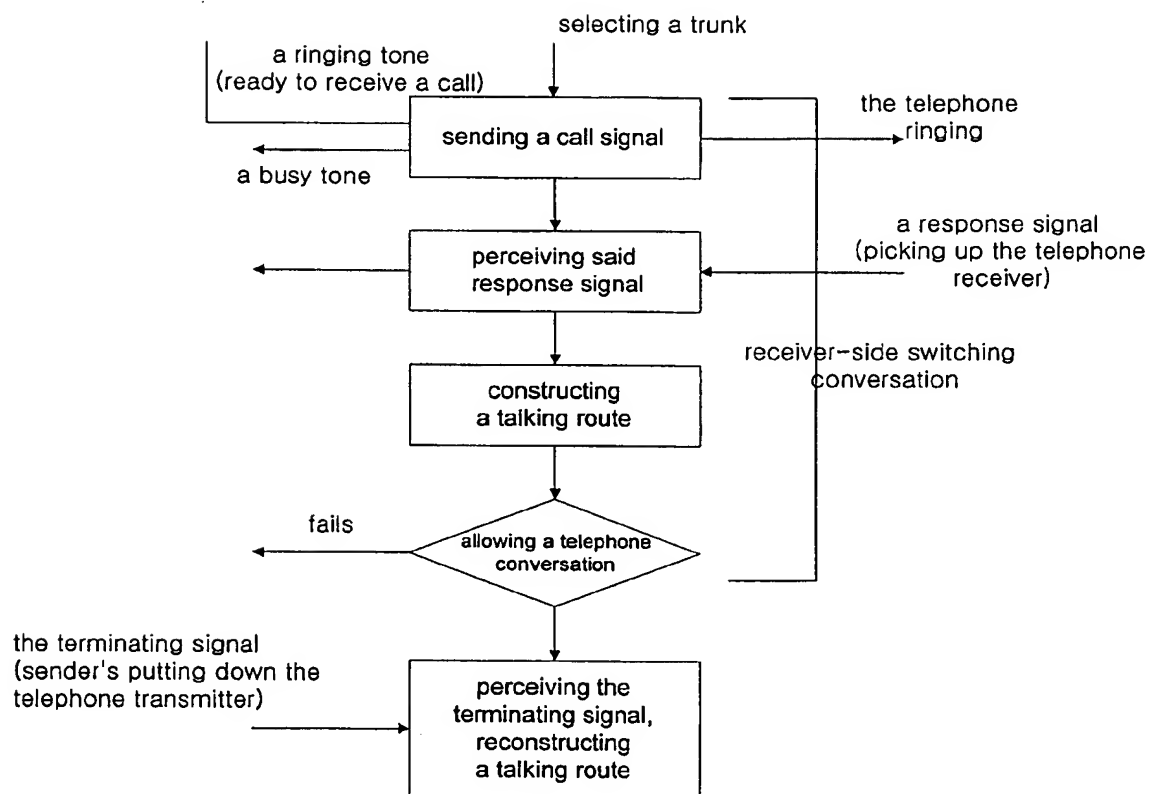 selecting a trunk
a ringing tone
(ready to receive a call)
the telephone
ringing
sending a call signal
a busy tone
a response signal
(picking up the telephone
receiver)
perceiving said
response signal
receiver-side switching
conversation
constructing
a talking route
fails
allowing a telephone
conversation
the terminating signal
(sender's putting down the
telephone transmitter)
perceiving the
terminating signal,
reconstructing
a talking route